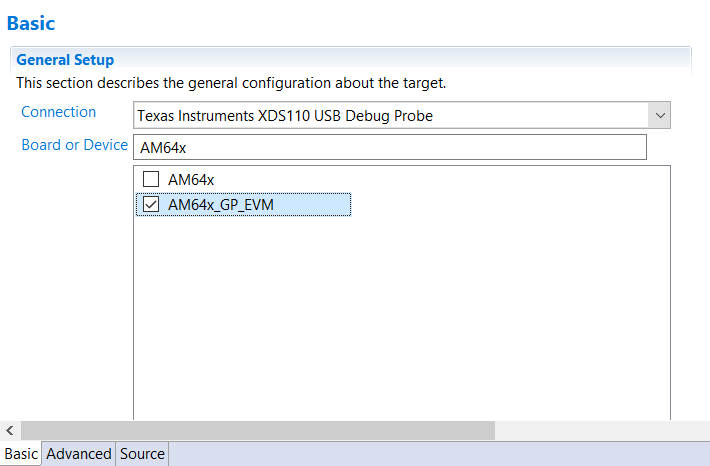 Basic
General Setup
This section describes the general configuration about the target.
Connection Texas Instruments XDS110 USB Debug Probe
Board or Device AM64x
AM64x
AM64x_GP_EVM
Basic Advanced Source